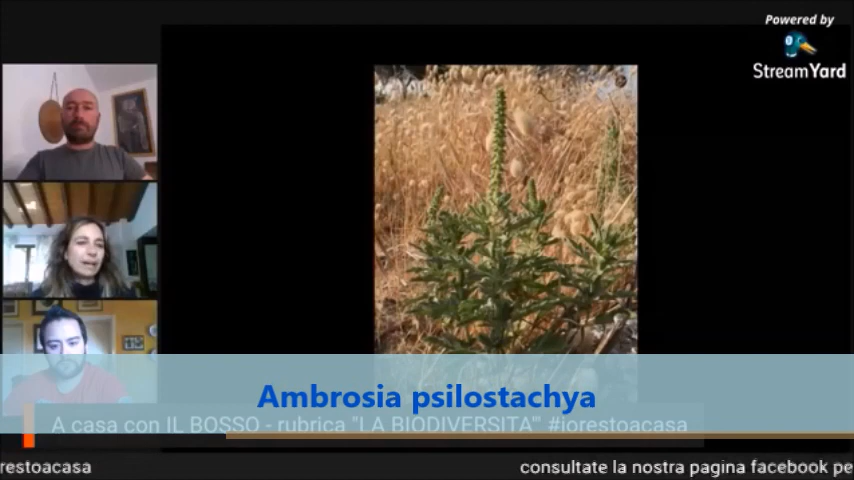 Powered by
StreamYard
Ambrosia psilostachya
A casa con IL BOSSO - rubrica "LA BIODIVERSITA'" #iorestoacasa
restoacasa
consultate la nostra pagina facebook pe